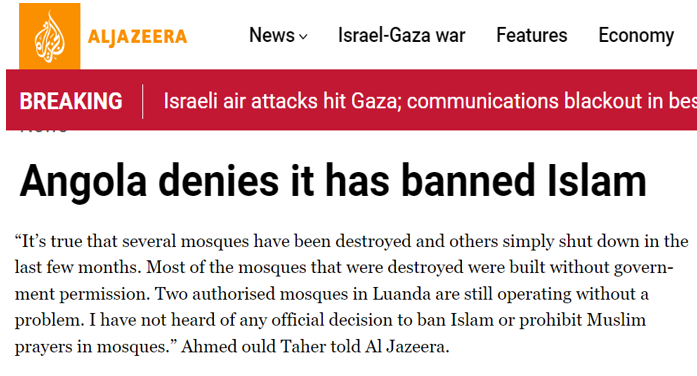 ALJAZEERA
News Israel-Gaza war Features Economy
BREAKING Israeli air attacks hit Gaza; communications blackout in bes
Angola denies it has banned Islam
“It’s true that several mosques have been destroyed and others simply shut down in the
last few months. Most of the mosques that were destroyed were built without govern-
ment permission. Two authorised mosques in Luanda are still operating without a
problem. I have not heard of any official decision to ban Islam or prohibit Muslim
prayers in mosques.” Ahmed ould Taher told Al Jazeera.